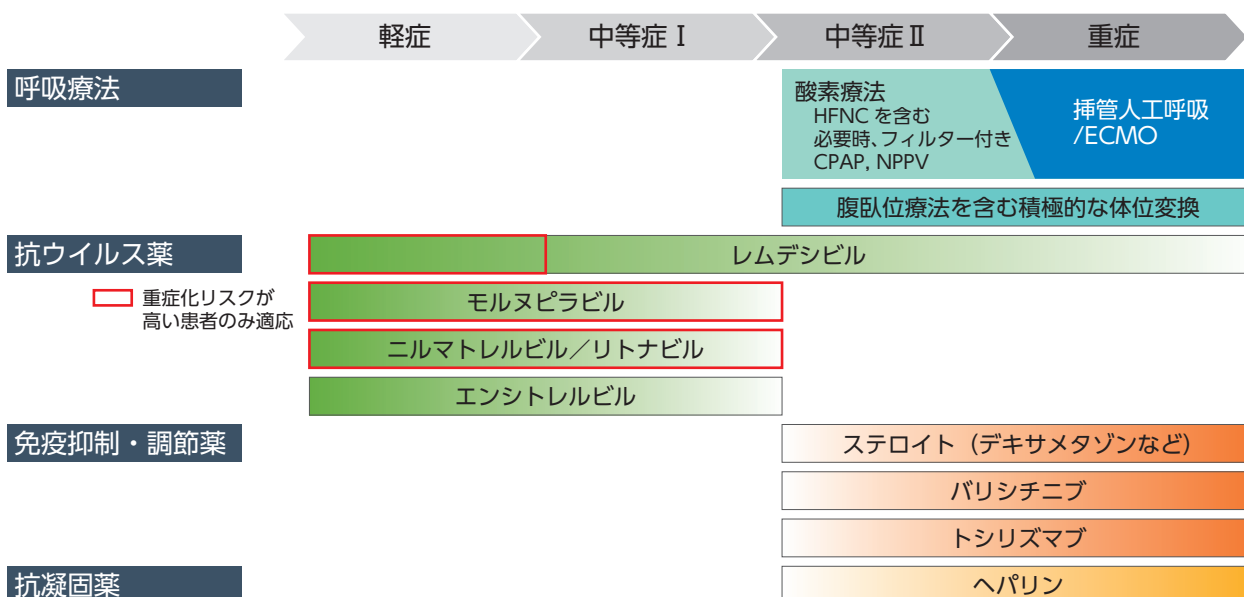 軽症
中等症Ⅰ
中等症Ⅱ
重症
呼吸療法
酸素療法
HFNC を含む
必要時、フィルター付き
CPAP, NPPV
挿管人工呼吸
/ECMO
腹臥位療法を含む積極的な体位変換
抗ウイルス薬
重症化リスクが
高い患者のみ適応
レムデシビル
モルヌピラビル
ニルマトレルビル／リトナビル
エンシトレルビル
免疫抑制・調節薬
ステロイト（デキサメタゾンなど）
バリシチニブ
トシリズマブ
抗凝固薬
ヘパリン